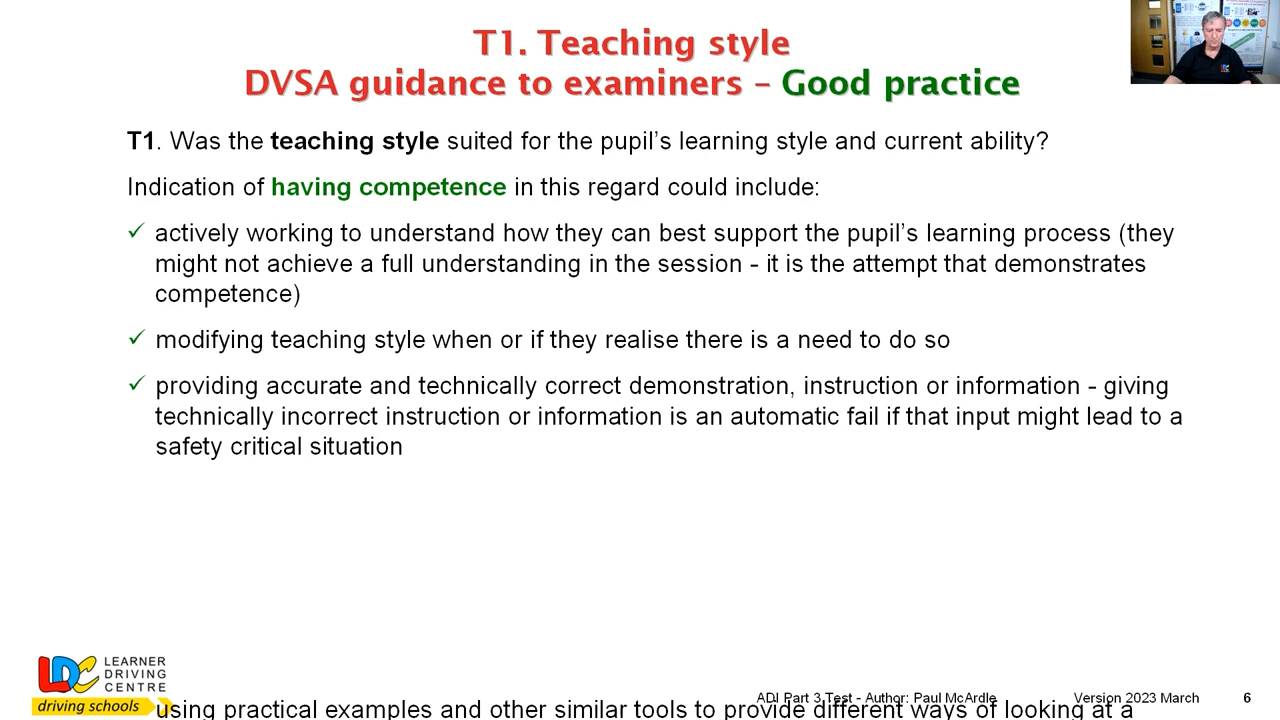 T1. Teaching style
DVSA guidance to examiners – Good practice
T1. Was the teaching style suited for the pupil’s learning style and current ability?
Indication of having competence in this regard could include:
✓ actively working to understand how they can best support the pupil’s learning process (they
might not achieve a full understanding in the session - it is the attempt that demonstrates
competence)
✓ modifying teaching style when or if they realise there is a need to do so
✓ providing accurate and technically correct demonstration, instruction or information - giving
technically incorrect instruction or information is an automatic fail if that input might lead to a
safety critical situation
LDC LEARNER
DRIVING
CENTRE
driving schools
ADI Part 3 Test - Author: Paul McArdle
Version 2023 March
6
using practical examples and other similar tools to provide different ways of looking at a